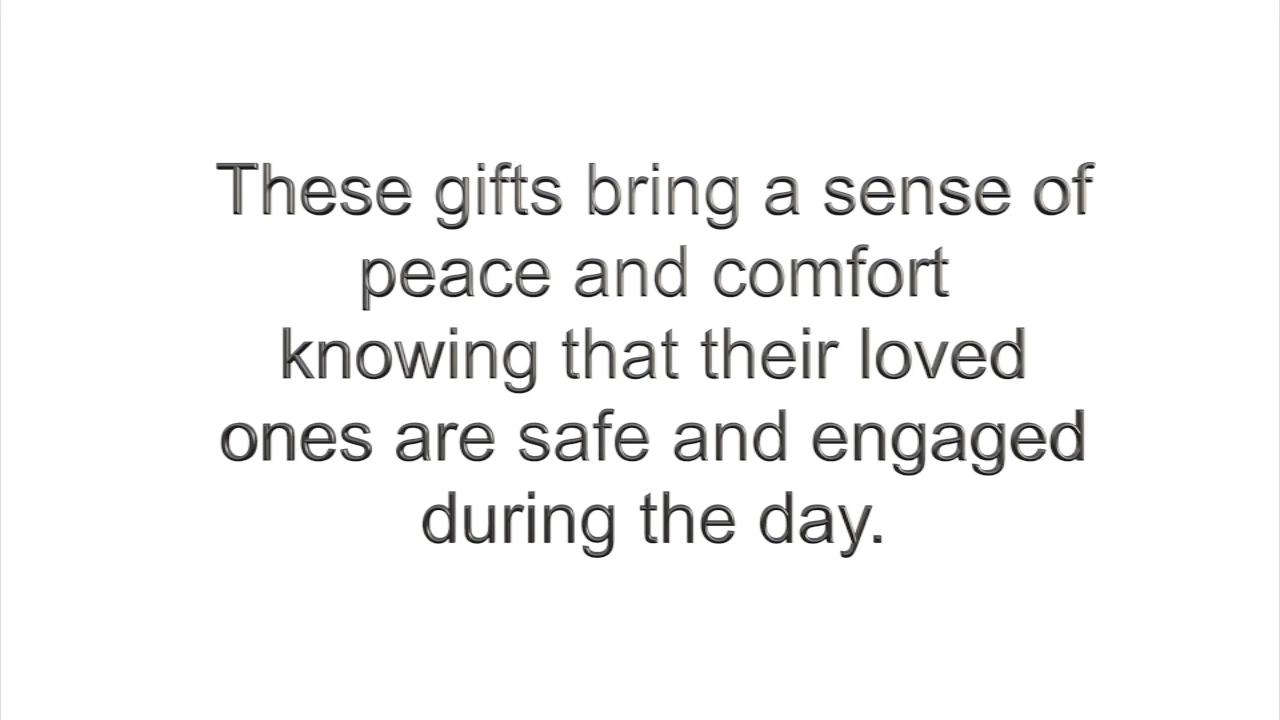 These gifts bring a sense of
peace and comfort
knowing that their loved
ones are safe and engaged
during the day.